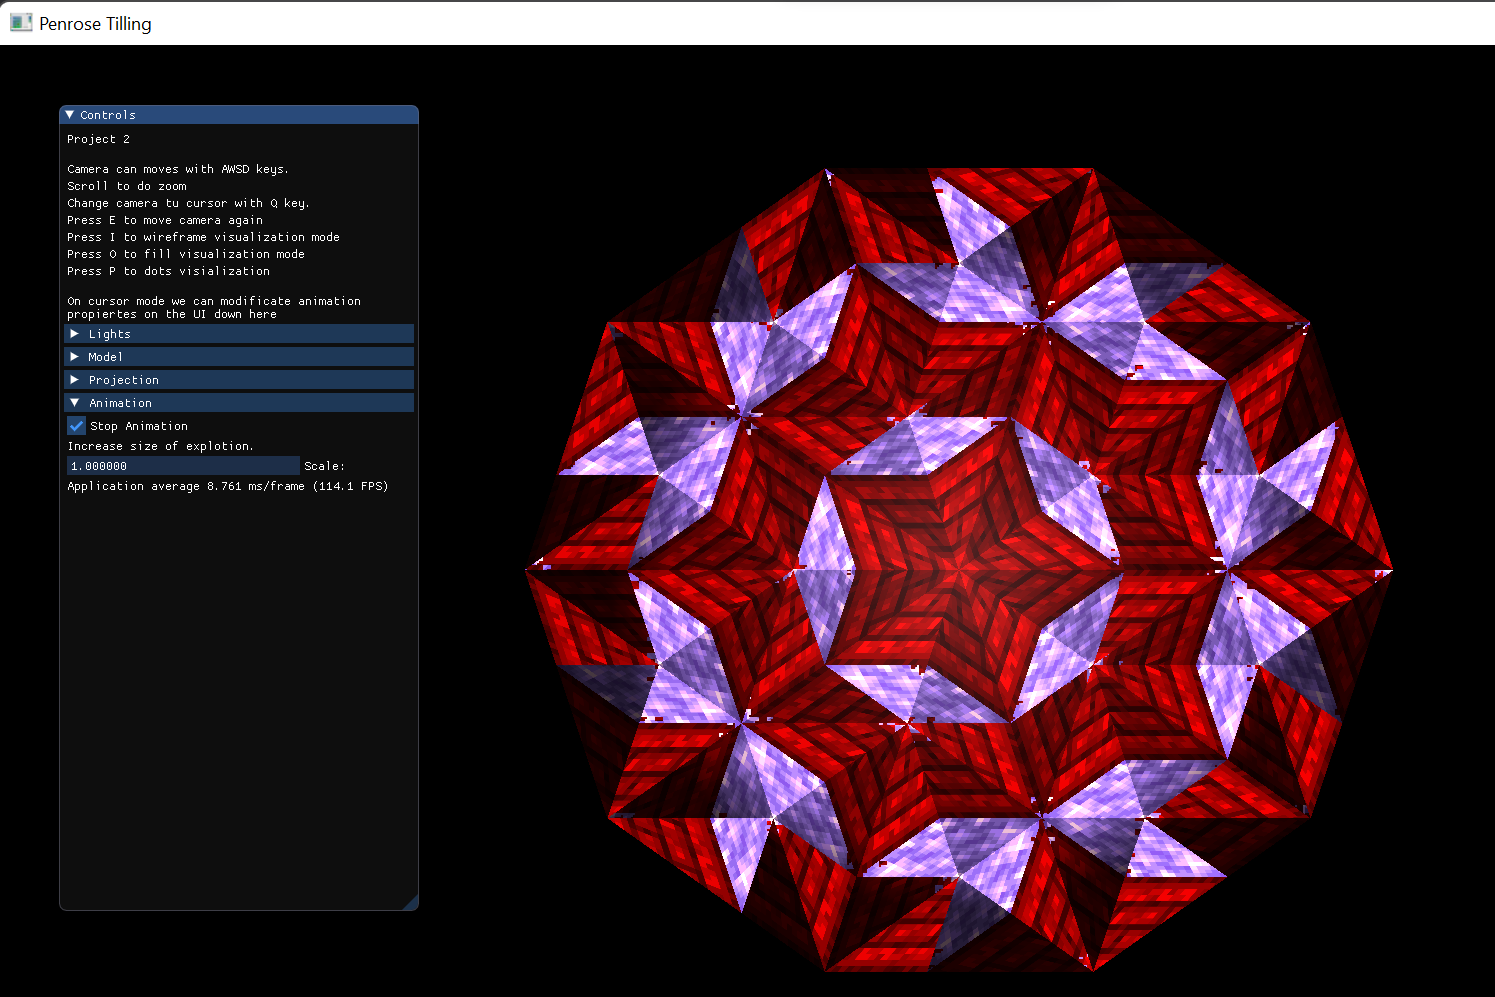 Penrose Tilling
Controls
Project 2
Camera can moves with AWSD keys.
Scroll to do zoom
Change camera tu cursor with Q key.
Press E to move camera again
Press I to wireframe visualization mode
Press O to fill visualization mode
Press P to dots visialization
On cursor mode we can modificate animation
propiertes on the UI down here
Lights
Model
Projection
Animation
Stop Animation
Increase size of explotion.
1.000000 Scale:
Application average 8.761 ms/frame (114.1 FPS)